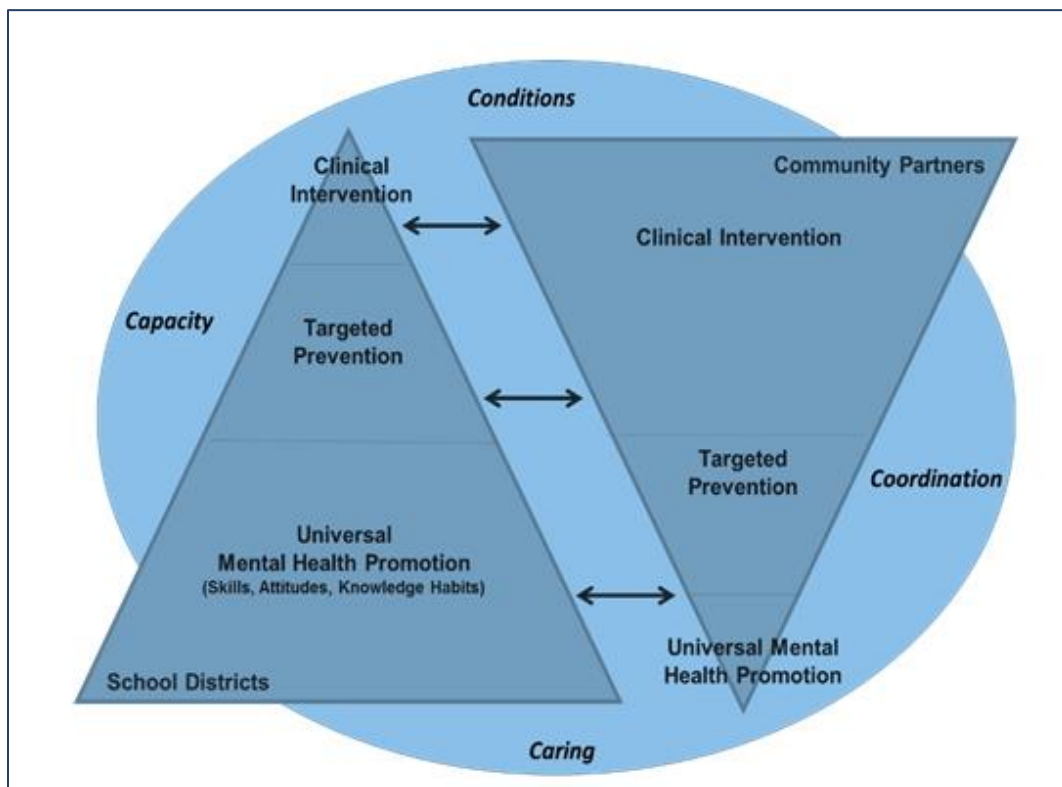 Conditions
Clinical
Intervention
Community Partners
Clinical Intervention
Capacity
Targeted
Prevention
Targeted
Prevention
Coordination
Universal
Mental Health Promotion
(Skills, Attitudes, Knowledge Habits)
Universal Mental
Health Promotion
School Districts
Caring